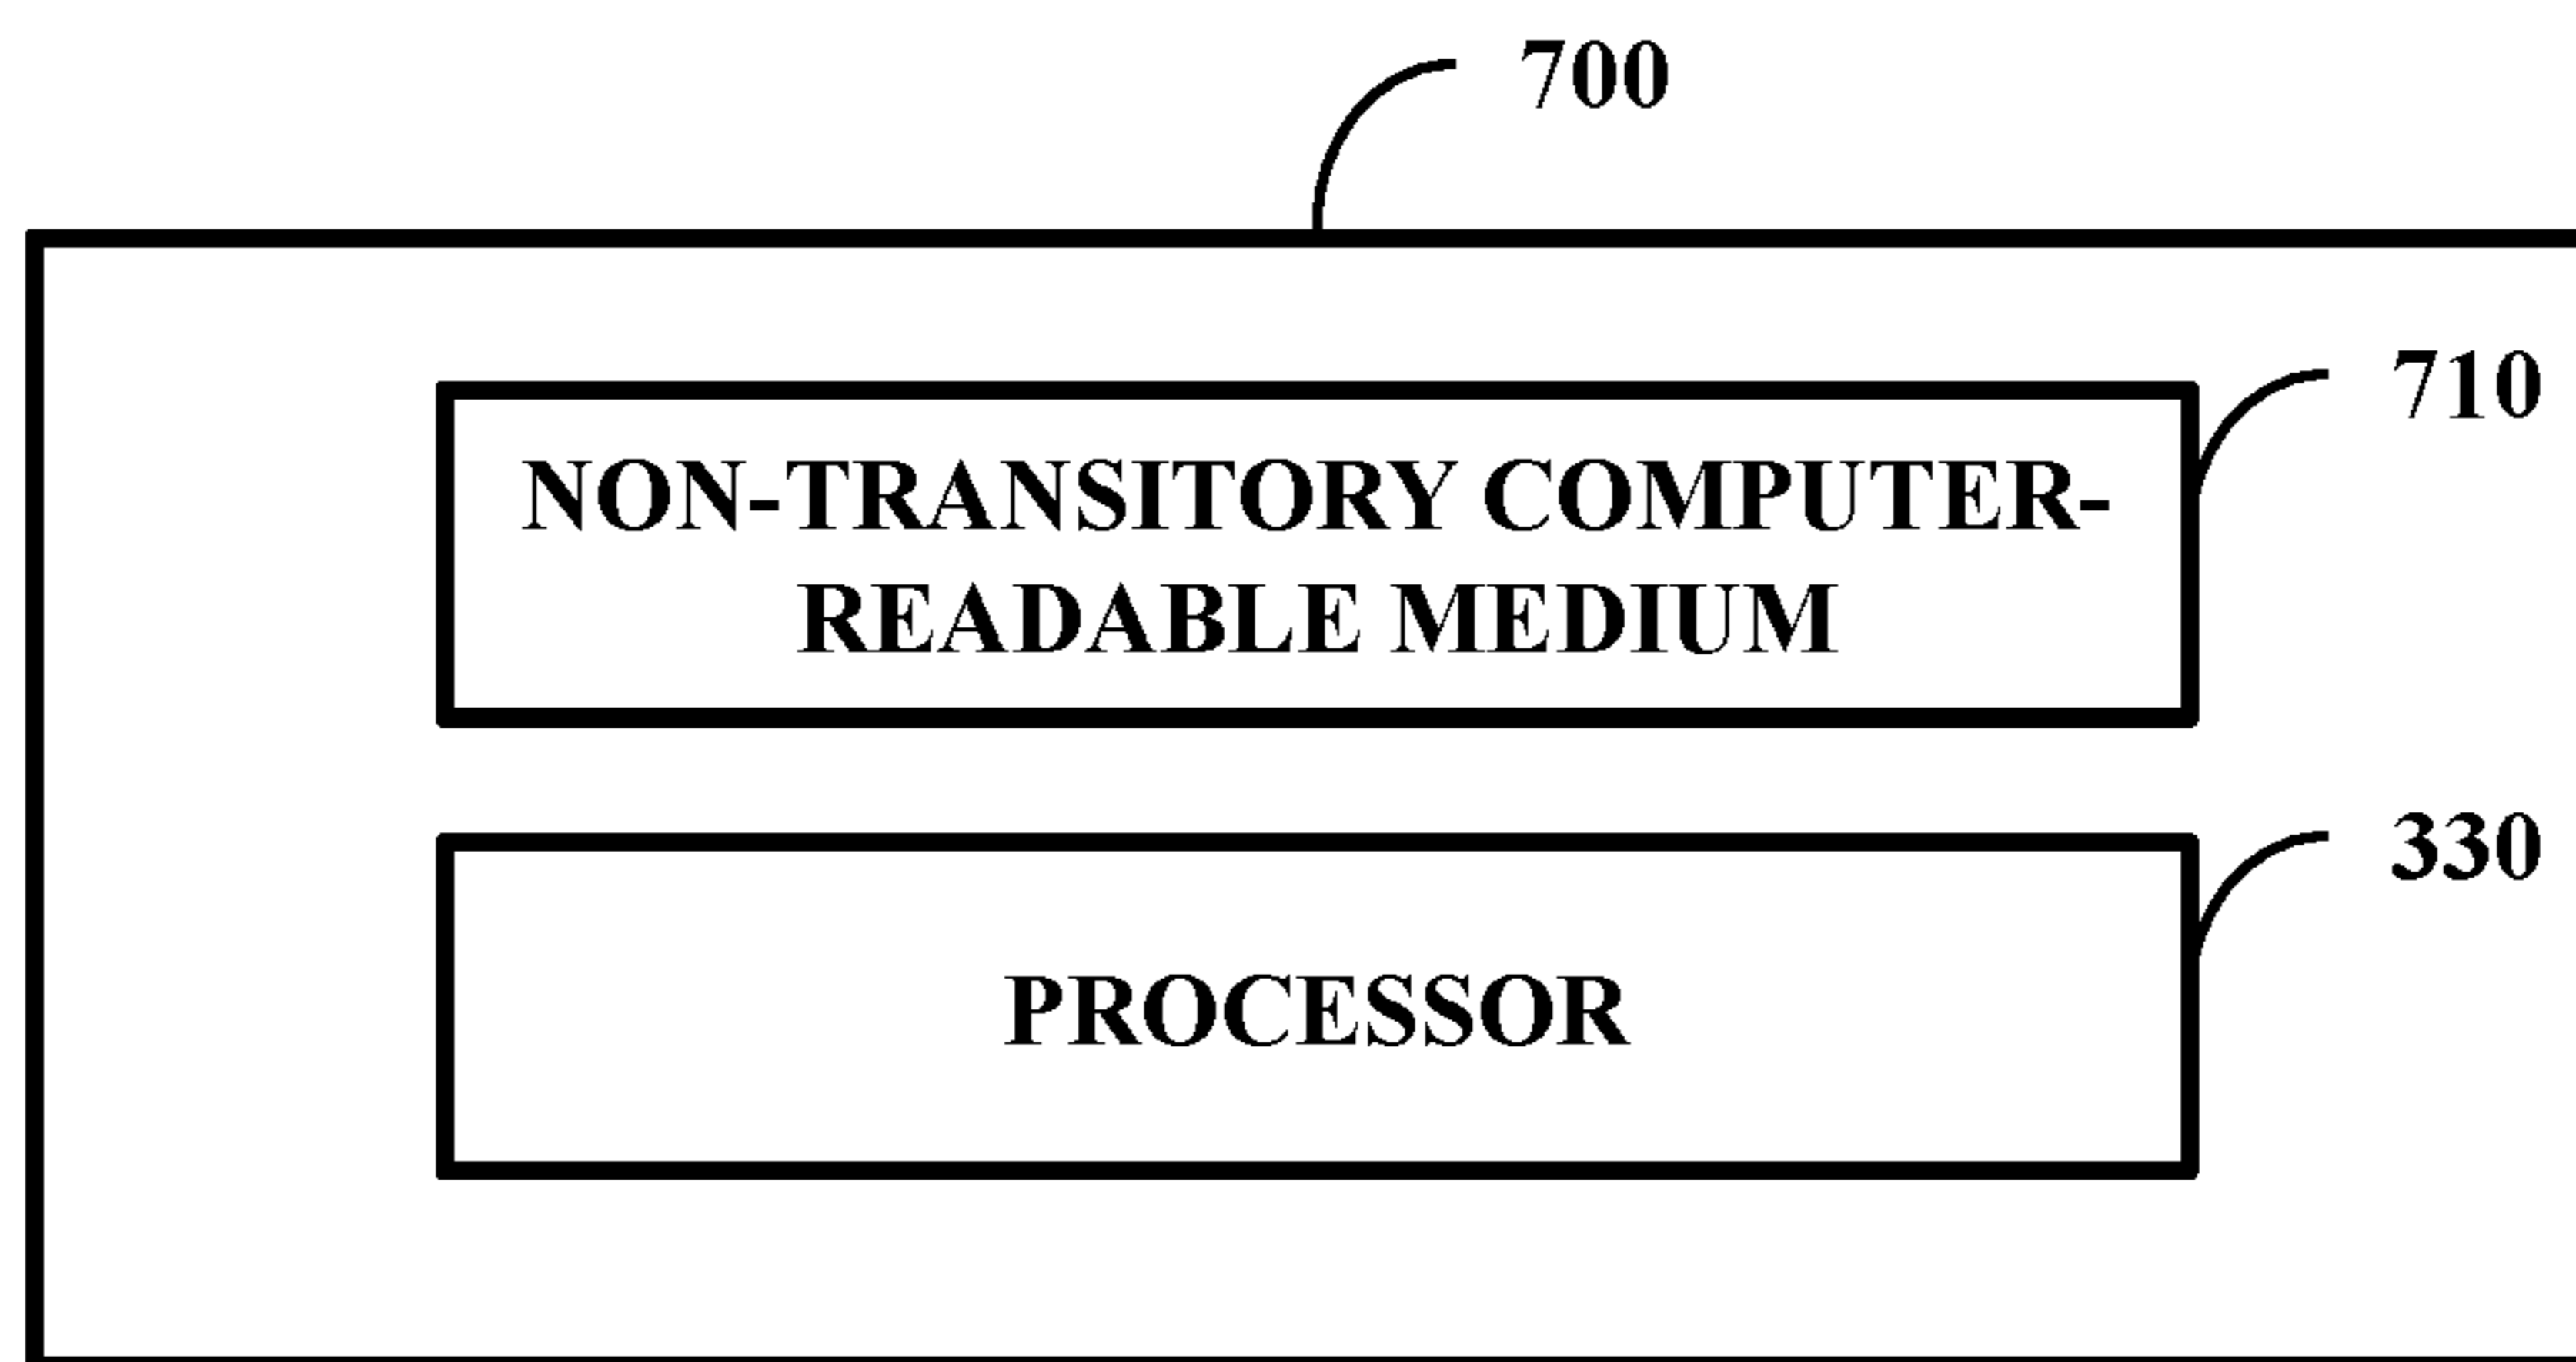 700
710
NON-TRANSITORY COMPUTER-
READABLE MEDIUM
330
PROCESSOR